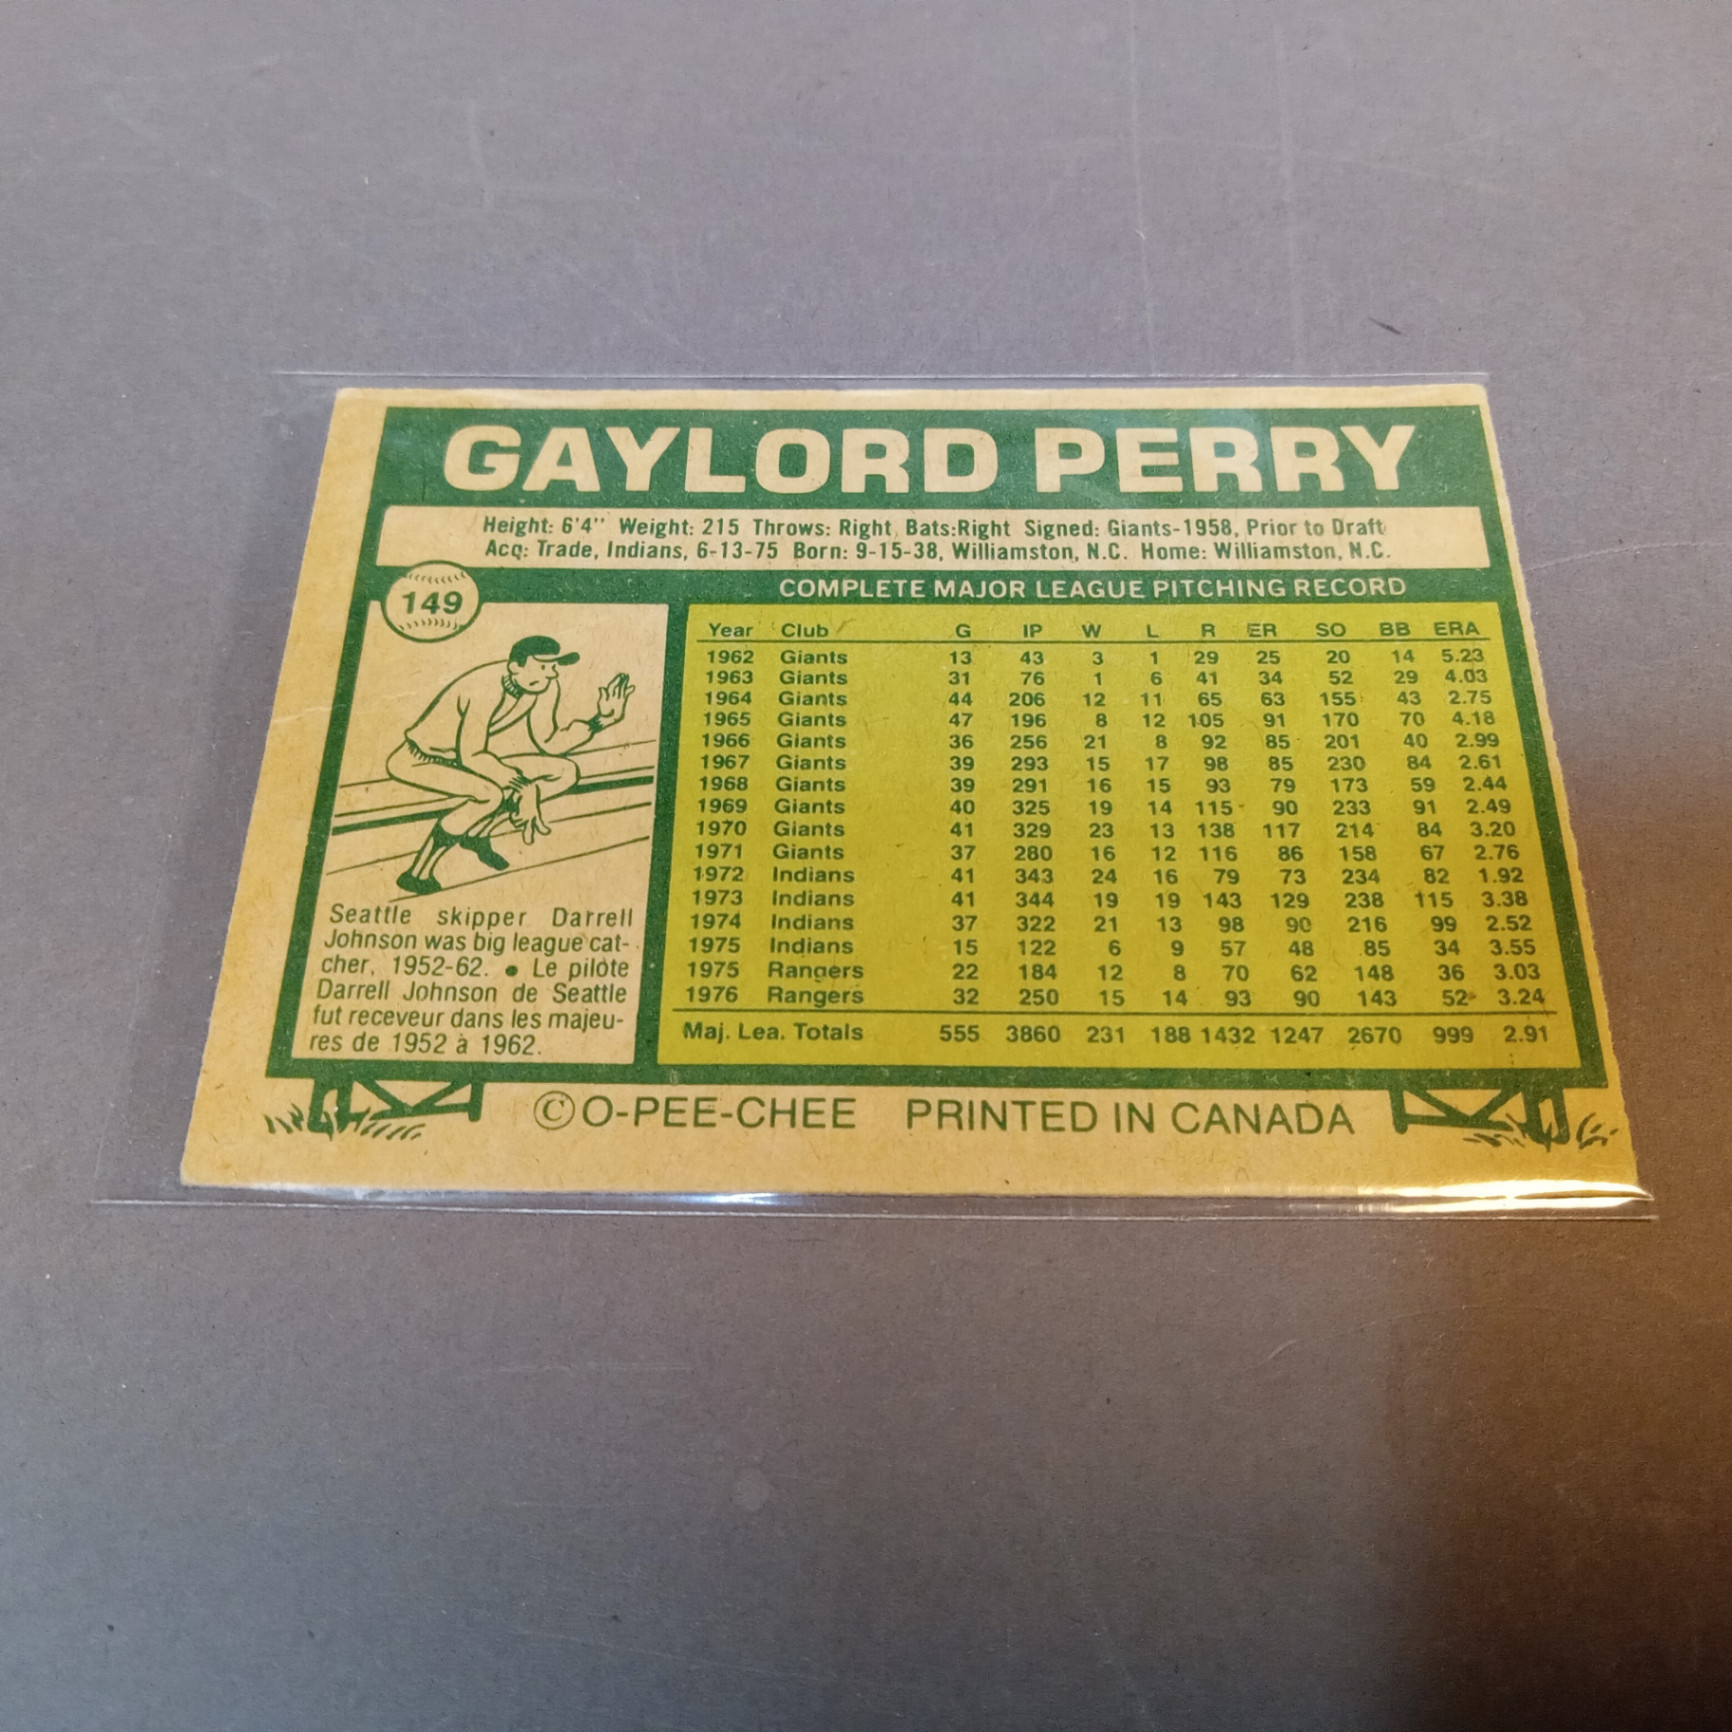 GAYLORD PERRY
Height: 6'4" Weight: 215 Throws: Right Bats:Right Signed: Giants-1958, Prior to Draft
Acq: Trade, Indians, 6-13-75 Born: 9-15-38, Williamston, N.C. Home: Williamston, N.C.
149
COMPLETE MAJOR LEAGUE PITCHING RECORD
Year Club G IP W L R ER SO BB ERA
1962 Giants 13 43 3 1 29 25 20 14 5.23
1963 Giants 31 76 1 6 41 34 52 29 4.03
1964 Giants 44 206 12 11 65 63 155 43 2.75
1965 Giants 47 196 8 12 105 91 170 70 4.18
1966 Giants 36 256 21 8 92 85 201 40 2.99
1967 Giants 39 293 15 17 98 85 230 84 2.61
1968 Giants 39 291 16 15 93 79 173 59 2.44
1969 Giants 40 325 19 14 115 90 233 91 2.49
1970 Giants 41 329 23 13 138 117 214 84 3.20
1971 Giants 37 280 16 12 116 86 158 67 2.76
1972 Indians 41 343 24 16 79 73 234 82 1.92
1973 Indians 41 344 19 19 143 129 238 115 3.38
1974 Indians 37 322 21 13 98 90 216 99 2.52
1975 Indians 15 122 6 9 57 48 85 34 3.55
1975 Rangers 22 184 12 8 70 62 148 36 3.03
1976 Rangers 32 250 15 14 93 90 143 52 3.24
Maj. Lea. Totals 555 3860 231 188 1432 1247 2670 999 2.91
Seattle skipper Darrell
Johnson was big league cat-
cher, 1952-62. • Le pilote
Darrell Johnson de Seattle
fut receveur dans les majeu-
res de 1952 à 1962.
©O-PEE-CHEE PRINTED IN CANADA